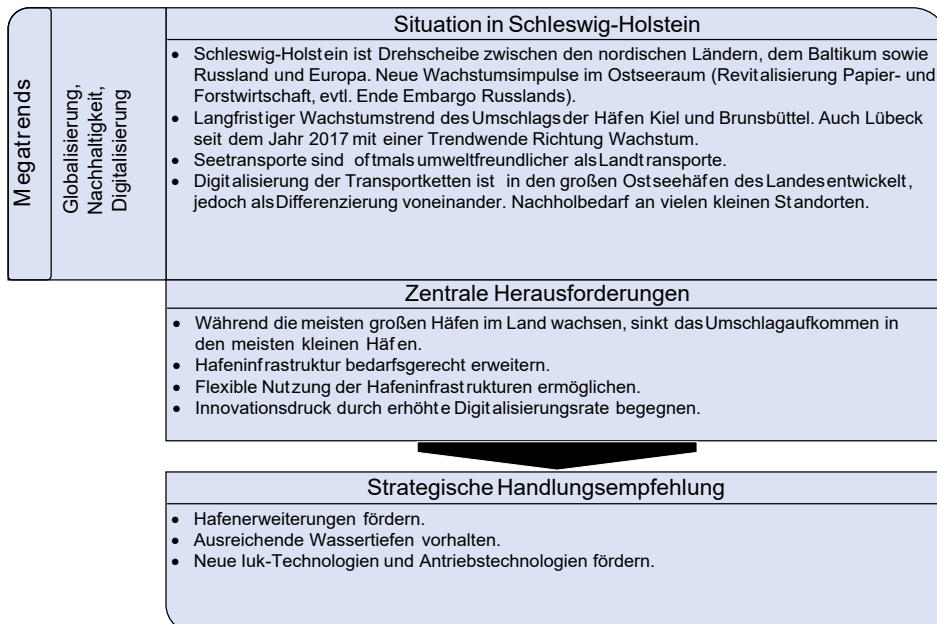 Megatrends
Globalisierung,
Nachhaltigkeit,
Digitalisierung
Situation in Schleswig-Holstein
• Schleswig-Holstein ist Drehscheibe zwischen den nordischen Ländern, dem Baltikum sowie
Russland und Europa. Neue Wachstumsimpulse im Ostseeraum (Revitalisierung Papier- und
Forstwirtschaft, evtl. Ende Embargo Russlands).
• Langfristiger Wachstumstrend des Umschlags der Häfen Kiel und Brunsbüttel. Auch Lübeck
seit dem Jahr 2017 mit einer Trendwende Richtung Wachstum.
• Seetransporte sind oftmals umweltfreundlicher als Landtransporte.
• Digitalisierung der Transportketten ist in den großen Ostseehäfen des Landes entwickelt,
jedoch als Differenzierung voneinander. Nachholbedarf an vielen kleinen Standorten.
Zentrale Herausforderungen
• Während die meisten großen Häfen im Land wachsen, sinkt das Umschlagaufkommen in
den meisten kleinen Häfen.
• Hafeninfrastruktur bedarfsgerecht erweitern.
• Flexible Nutzung der Hafeninfrastrukturen ermöglichen.
• Innovationsdruck durch erhöhte Digitalisierungsrate begegnen.
Strategische Handlungsempfehlung
• Hafenerweiterungen fördern.
• Ausreichende Wassertiefen vorhalten.
• Neue Iuk-Technologien und Antriebstechnologien fördern.